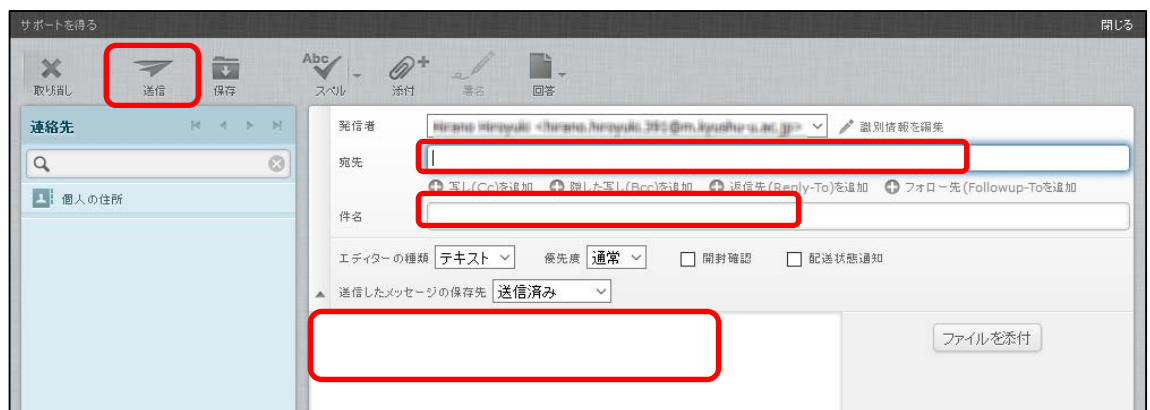 サポートを得る 閉じる
Abc
取り消し 送信 保存 スペル 添付 署名 回答
連絡先
発信者 識別情報を編集
宛先
写し(Cc)を追加 隠した写し(Bcc)を追加 返信先(Reply-To)を追加 フォロー先(Followup-Toを追加
個人の住所
件名
エディターの種類 テキスト 優先度 通常 開封確認 配送状態通知
送信したメッセージの保存先 送信済み
ファイルを添付